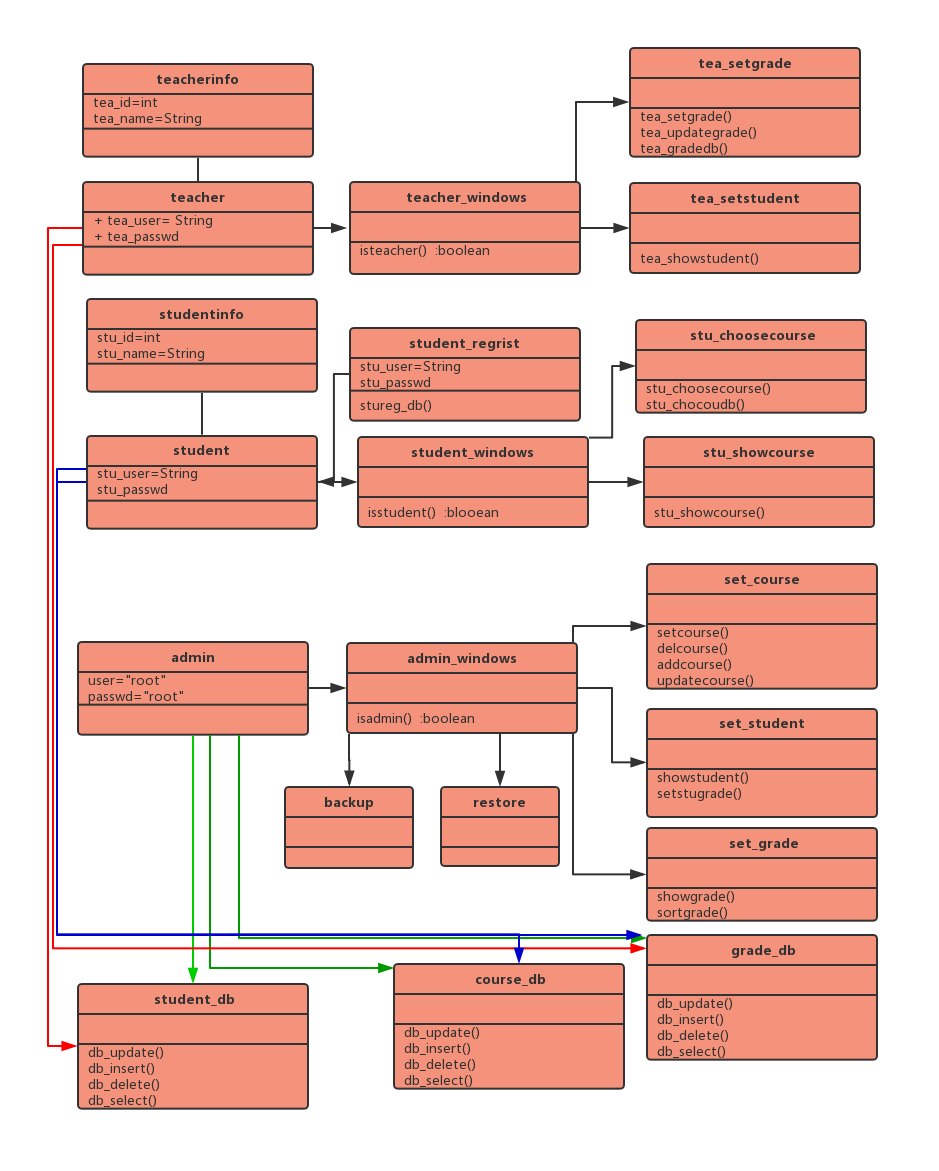 teacherinfo
tea_id=int
tea_name=String
teacher
+ tea_user= String
+ tea_passwd
teacher_windows
isteacher()  :boolean
tea_setgrade
tea_setgrade()
tea_updategrade()
tea_gradedb()
tea_setstudent
tea_showstudent()
studentinfo
stu_id=int
stu_name=String
student_regrist
stu_user=String
stu_passwd
stureg_db()
stu_choosecourse
stu_choosecourse()
stu_chocoudb()
student
stu_user=String
stu_passwd
student_windows
isstudent()  :blooean
stu_showcourse
stu_showcourse()
admin
user="root"
passwd="root"
admin_windows
isadmin()  :boolean
set_course
setcourse()
delcourse()
addcourse()
updatecourse()
set_student
showstudent()
setstugrade()
backup
restore
set_grade
showgrade()
sortgrade()
student_db
db_update()
db_insert()
db_delete()
db_select()
course_db
db_update()
db_insert()
db_delete()
db_select()
grade_db
db_update()
db_insert()
db_delete()
db_select()